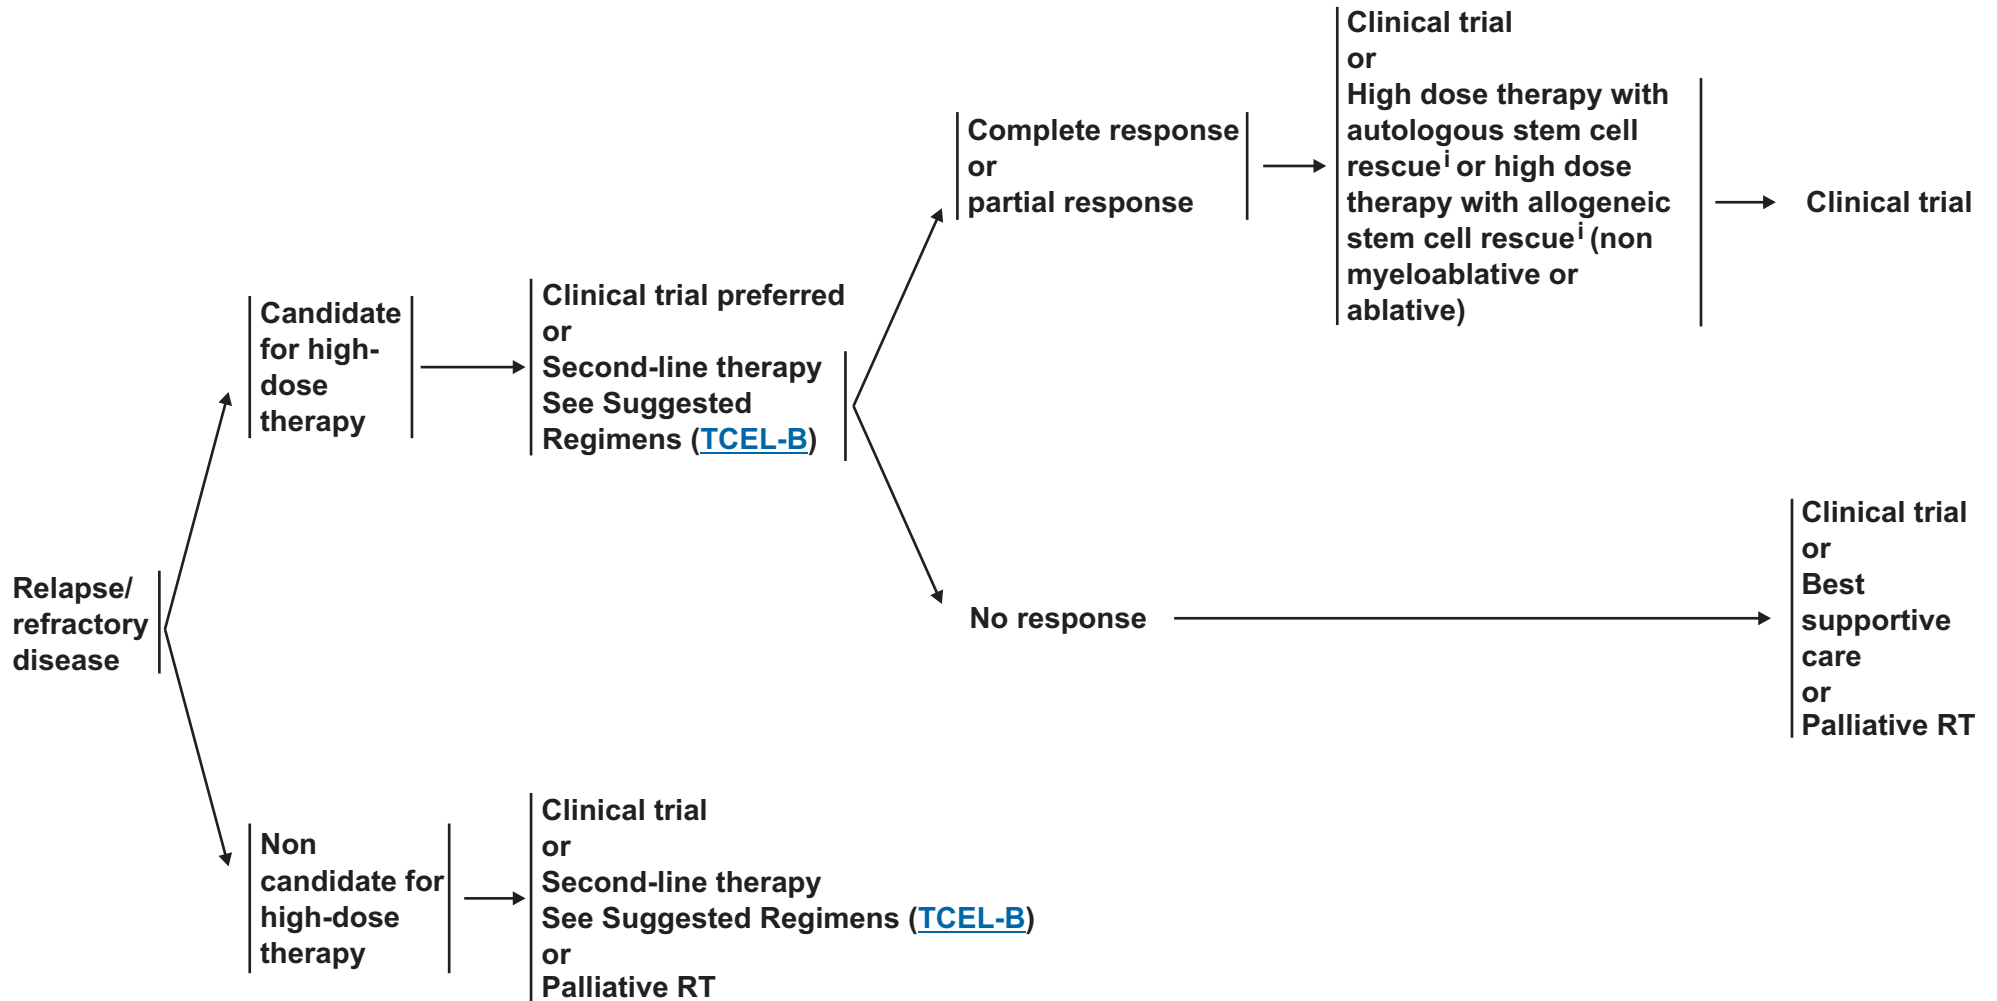 Relapse/
refractory
disease
Candidate
for high-
dose
therapy
Clinical trial preferred
or
Second-line therapy
See Suggested
Regimens (TCEL-B)
Complete response
or
partial response
Clinical trial
or
High dose therapy with
autologous stem cell
rescueⁱ or high dose
therapy with allogeneic
stem cell rescueⁱ (non
myeloablative or
ablative)
Clinical trial
No response
Clinical trial
or
Best
supportive
care
or
Palliative RT
Non
candidate for
high-dose
therapy
Clinical trial
or
Second-line therapy
See Suggested Regimens (TCEL-B)
or
Palliative RT